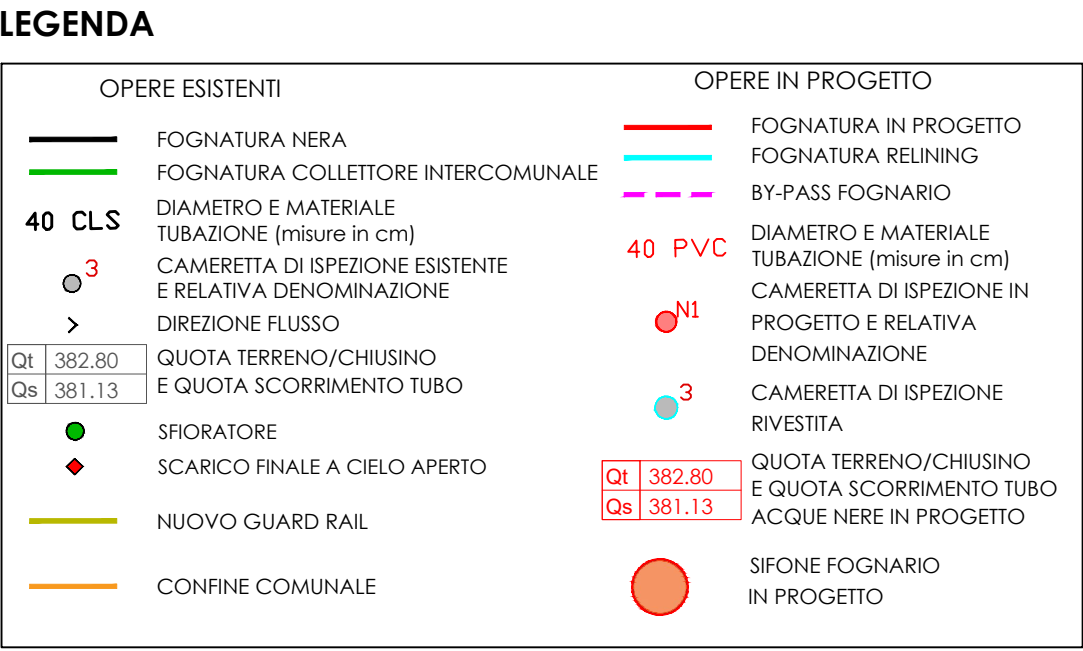 LEGENDA
OPERE ESISTENTI
FOGNATURA NERA
FOGNATURA COLLETTORE INTERCOMUNALE
40 CLS
DIAMETRO E MATERIALE
TUBAZIONE (misure in cm)
3
CAMERETTA DI ISPEZIONE ESISTENTE
E RELATIVA DENOMINAZIONE
DIREZIONE FLUSSO
Qt 382.80
Qs 381.13
QUOTA TERRENO/CHIUSINO
E QUOTA SCORRIMENTO TUBO
SFIORATORE
SCARICO FINALE A CIELO APERTO
NUOVO GUARD RAIL
CONFINE COMUNALE
OPERE IN PROGETTO
FOGNATURA IN PROGETTO
FOGNATURA RELINING
BY-PASS FOGNARIO
40 PVC
DIAMETRO E MATERIALE
TUBAZIONE (misure in cm)
N1
CAMERETTA DI ISPEZIONE IN
PROGETTO E RELATIVA
DENOMINAZIONE
3
CAMERETTA DI ISPEZIONE
RIVESTITA
Qt 382.80
Qs 381.13
QUOTA TERRENO/CHIUSINO
E QUOTA SCORRIMENTO TUBO
ACQUE NERE IN PROGETTO
SIFONE FOGNARIO
IN PROGETTO